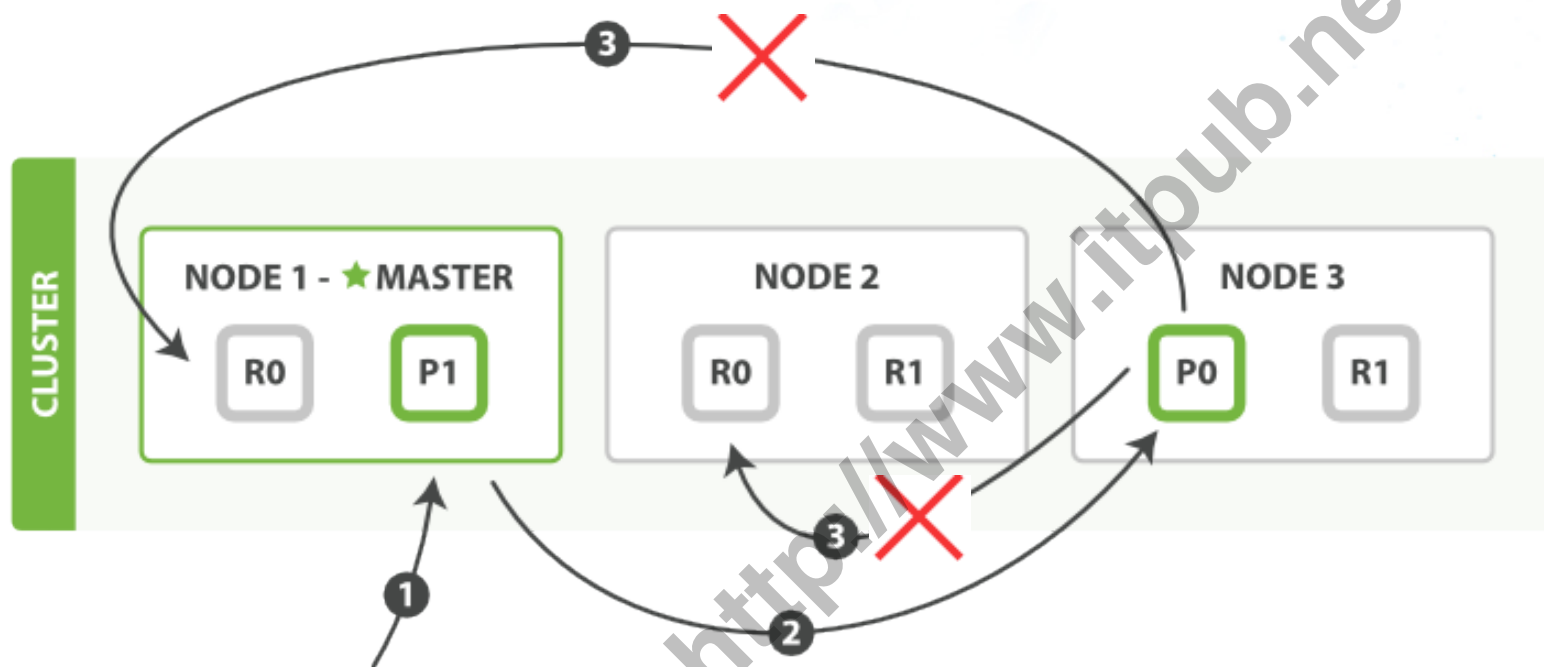 3
CLUSTER
NODE 1 - ★ MASTER
R0
P1
NODE 2
R0
R1
NODE 3
P0
R1
3
1
2
http://www.itpub.ne